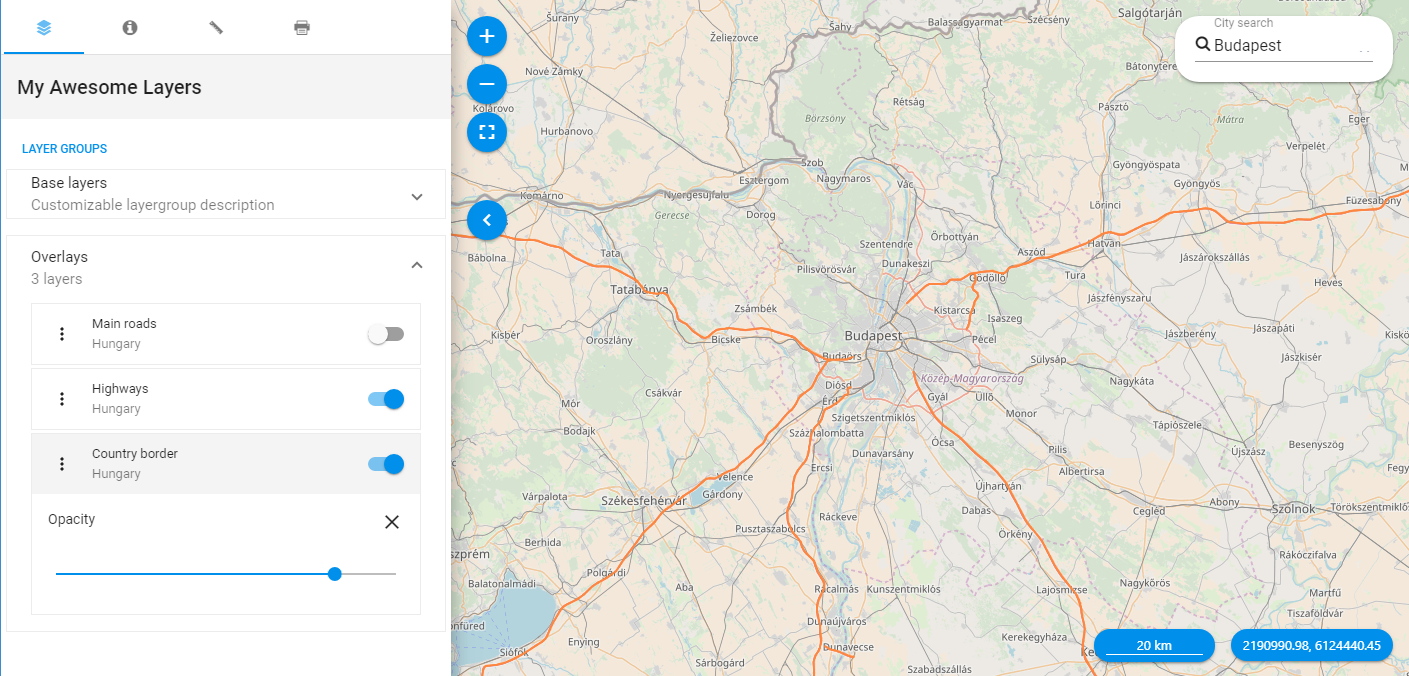 My Awesome Layers
LAYER GROUPS
Base layers
Customizable layergroup description
Overlays
3 layers
Main roads
Hungary
Highways
Hungary
Country border
Hungary
Opacity
City search
Budapest
Šurany
Šahy
Balassagyarmat
Szécsény
Salgótarján
Želiezovce
Nové Zámky
Bátonyterenye
Kolárovo
Rétság
Pásztó
Hurbanovo
Börzsöny
Mátra
Eger
Verpelét
Szob
Gyöngyöspata
Nagymaros
Esztergom
Vác
Gyöngyös
Komárno
Nyergesújfalu
Lőrinci
Füzesabony
Gerecse
Dorog
Őrbottyán
Szentendre
Hatvan
Bábolna
Tata
Aszód
Dunakeszi
Jászárokszállás
Pilisvörösvár
Gödöllő
Tura
Heves
Tatabánya
Jászfényszaru
Zsámbék
Kistarcsa
Isaszeg
Kisbér
Oroszlány
Bicske
Budapest
Pécel
Jászberény
Jászapáti
Budaörs
Sülysáp
Jászkisér
Közép-Magyarország
Diósd
Nagykáta
Csákvár
Érd
Gyál
Üllő
Mór
Szigetszentmiklós
Monor
Bodajk
Százhalombatta
Ócsa
Tápiószele
Dunavarsány
Pilis
Besenyszög
Újszász
Ercsi
Albertirsa
Velence
Újhartyán
Várpalota
Székesfehérvár
Gárdony
Abony
Szolnok
Törökszentmiklós
Dabas
Cegléd
Ráckeve
Pusztaszabolcs
Örkény
Berhida
Rákóczifalva
Polgárdi
Balatonalmádi
Aba
Rácalmás
Kunszentmiklós
Lajosmizse
Nagykőrös
Martfű
Tiszaföldvár
Dunaújváros
Enying
Kerekegyháza
Siófok
Dunavecse
Sárbogárd
Szabadszállás
20 km
2190990.98, 6124440.45